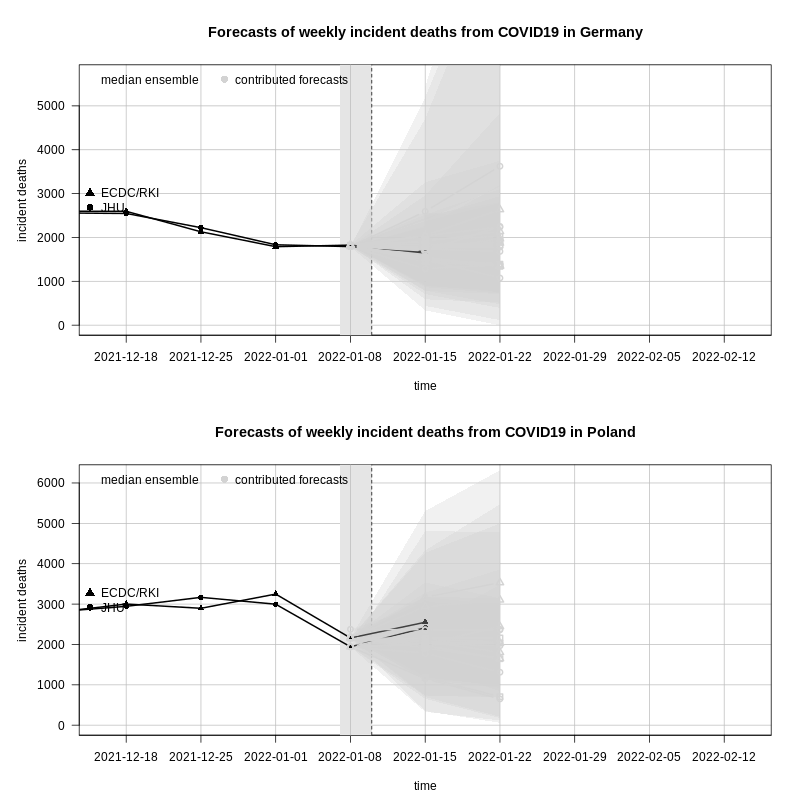 Forecasts of weekly incident deaths from COVID19 in Germany
median ensemble contributed forecasts
5000
4000
3000
2000
1000
0
incident deaths
ECDC/RKI
JHU
2021-12-18 2021-12-25 2022-01-01 2022-01-08 2022-01-15 2022-01-22 2022-01-29 2022-02-05 2022-02-12
time
Forecasts of weekly incident deaths from COVID19 in Poland
median ensemble contributed forecasts
6000
5000
4000
3000
2000
1000
0
incident deaths
ECDC/RKI
JHU
2021-12-18 2021-12-25 2022-01-01 2022-01-08 2022-01-15 2022-01-22 2022-01-29 2022-02-05 2022-02-12
time